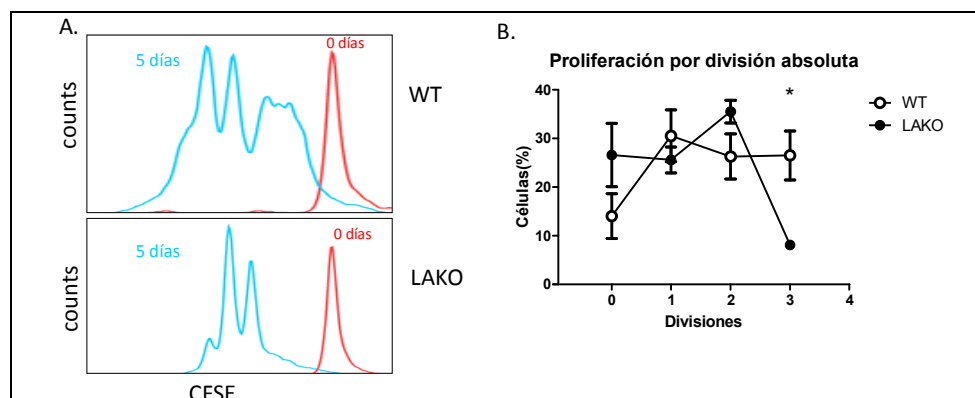 A.
5 días
0 días
counts
WT
5 días
0 días
counts
LAKO
CFSE
B.
Proliferación por división absoluta
*
WT
LAKO
Células(%)
40
30
20
10
0
0 1 2 3 4
Divisiones